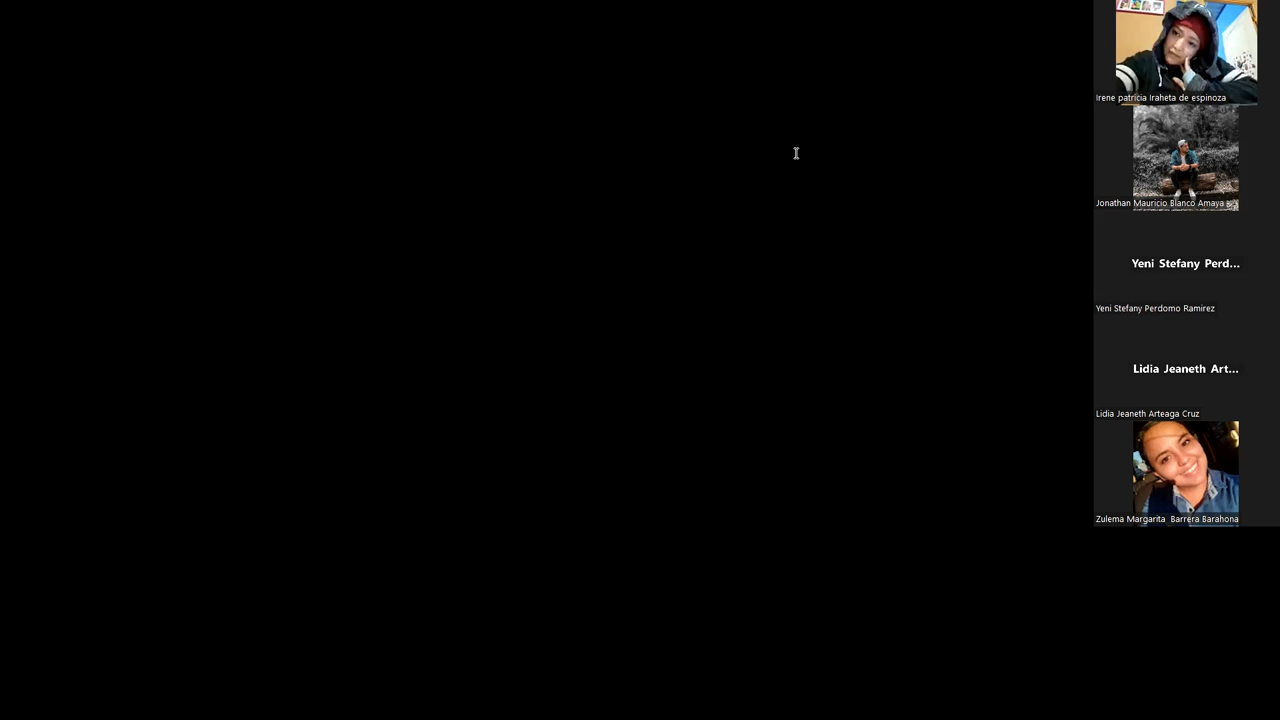 Irene patricia Iraheta de espinoza
Jonathan Mauricio Blanco Amaya
Yeni Stefany Perd...
Yeni Stefany Perdomo Ramirez
Lidia Jeaneth Art...
Lidia Jeaneth Arteaga Cruz
Zulema Margarita Barrera Barahona